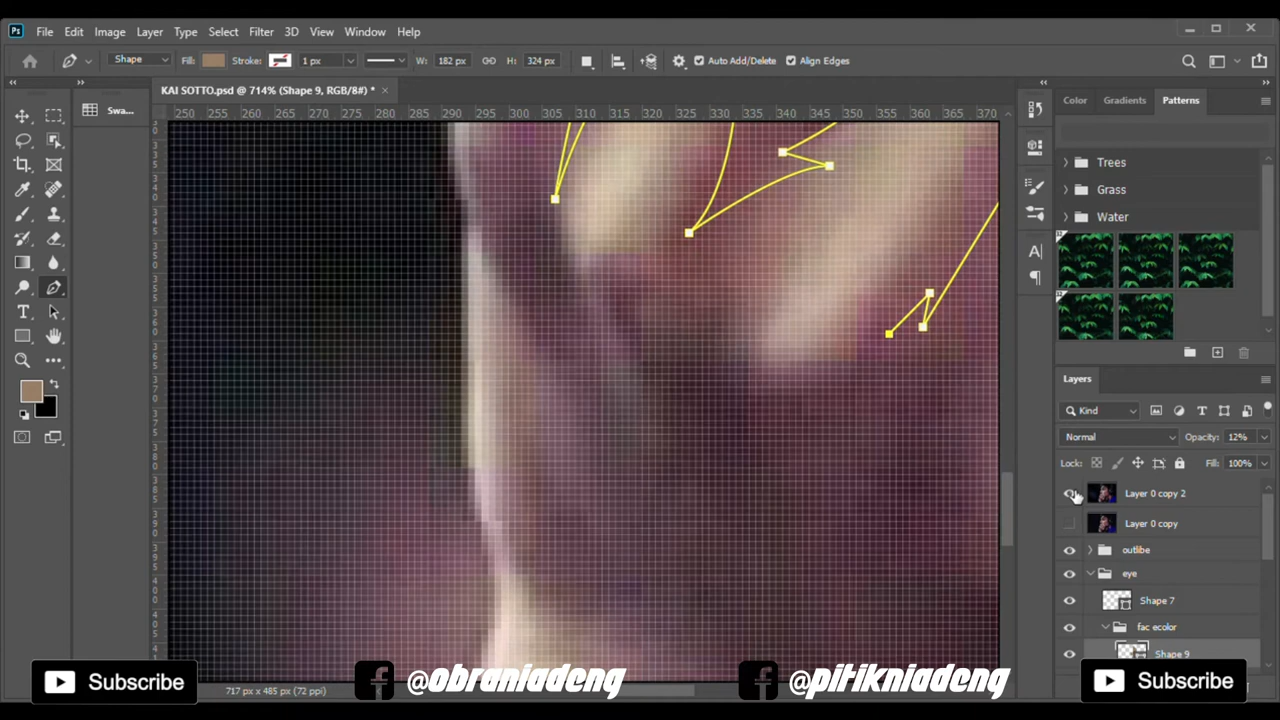 Ps File Edit Image Layer Type Select Filter 3D View Window Help
Shape Fill: Stroke: 1 px W: 182 px H: 324 px Auto Add/Delete Align Edges
KAI SOTTO.psd @ 714% (Shape 9, RGB/8#) * ×
Swa...
250 265 270 275 280 285 290 295 300 305 310 315 320 325 330 335 340 345 350 355 360 365 370
Color Gradients Patterns
Trees
Grass
Water
Layers
Kind
Normal Opacity: 12%
Lock: Fill: 100%
Layer 0 copy 2
Layer 0 copy
outlibe
eye
Shape 7
fac ecolor
Shape 9
717 px x 485 px (72 ppi)
Subscribe @obraniadeng @pitikniadeng Subscribe